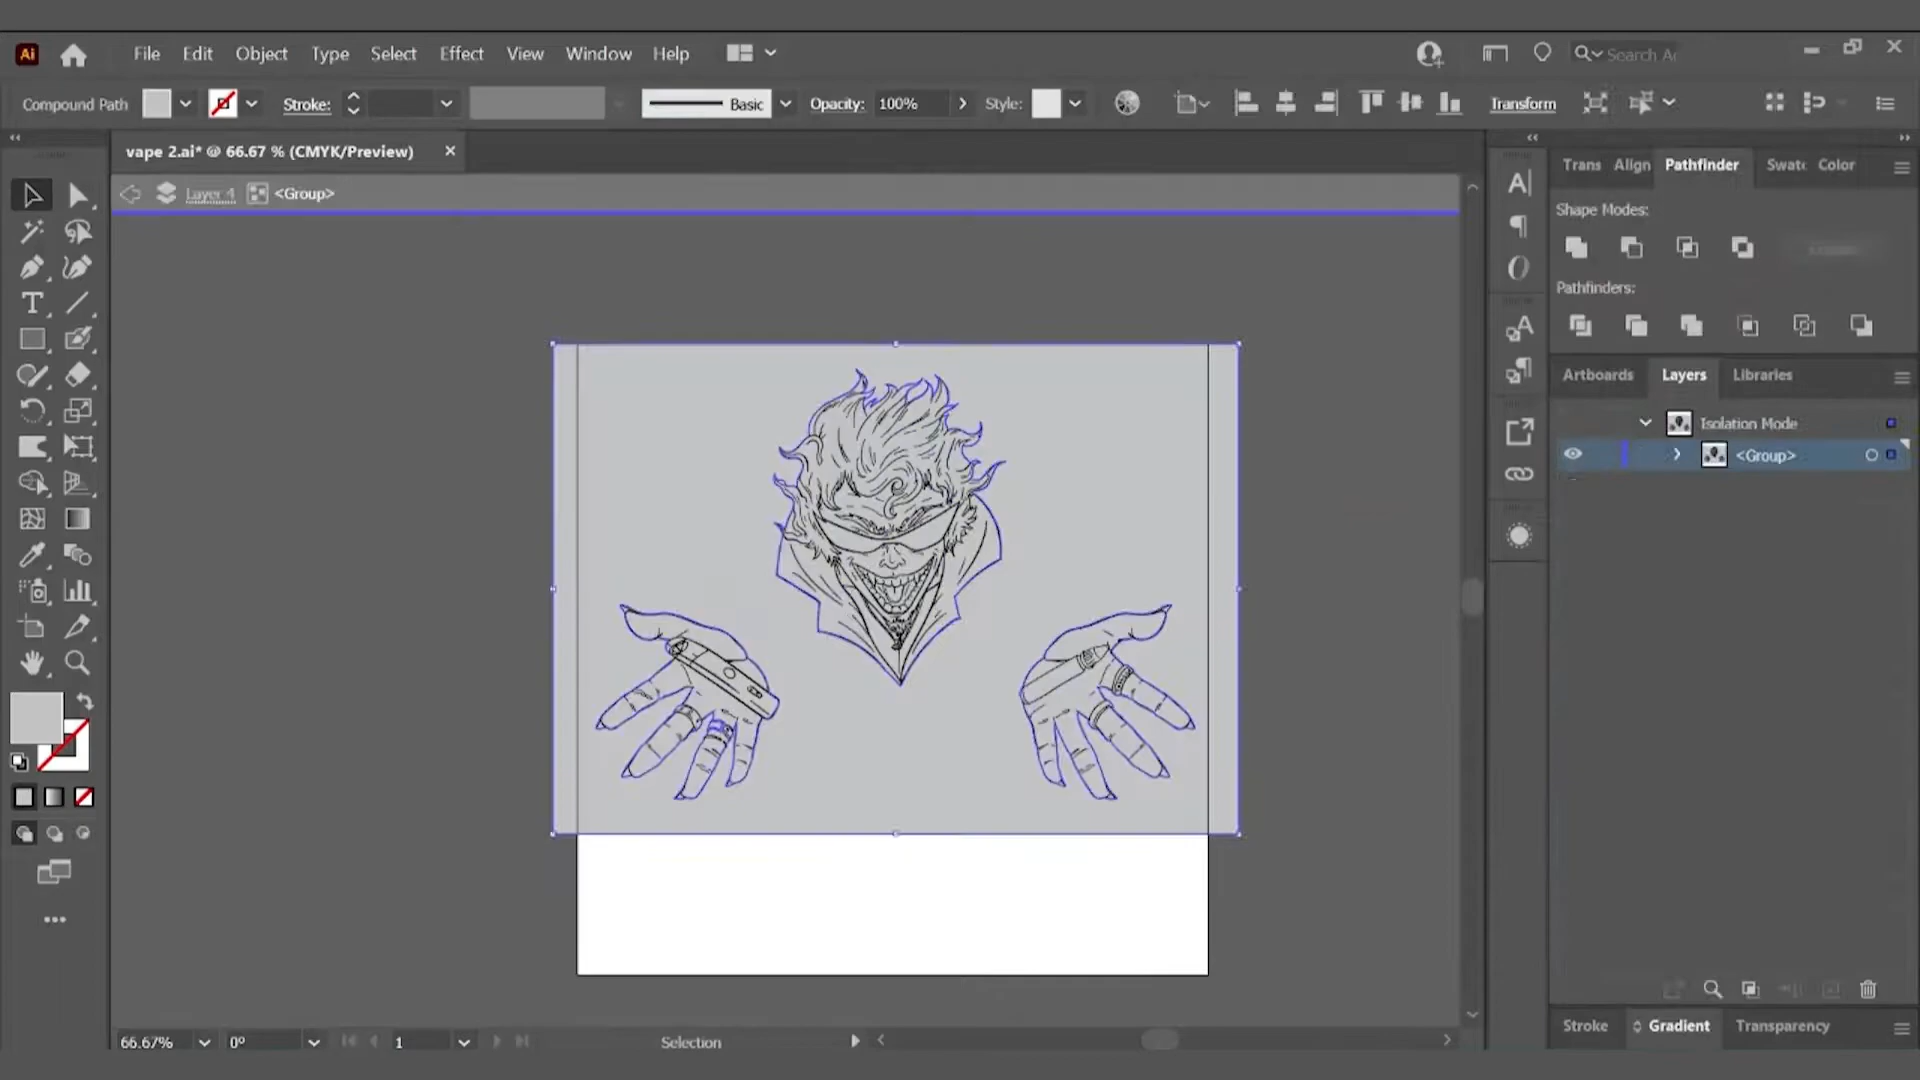 Ai File Edit Object Type Select Effect View Window Help
Compound Path Stroke: Basic Opacity: 100% Style: Transform
vape 2.ai* @ 66.67 % (CMYK/Preview)
Layer 4 <Group>
Trans Align Pathfinder Swatc Color
Shape Modes:
Pathfinders:
Artboards Layers Libraries
Isolation Mode
<Group>
66.67% 0° 1 Selection
Stroke Gradient Transparency